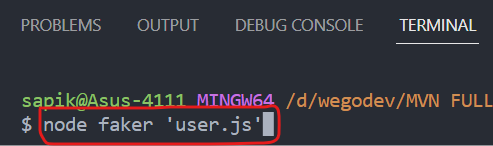 PROBLEMS OUTPUT DEBUG CONSOLE TERMINAL
sapik@Asus-4111 MINGW64 /d/wegodev/MVN FULL
$ node faker 'user.js'